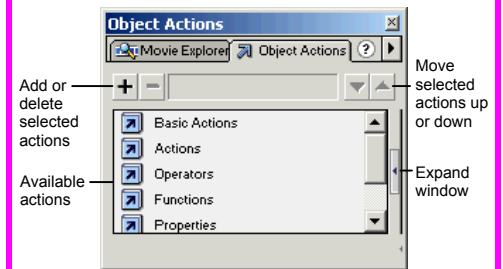 Object Actions
Movie Explorer
Object Actions
?
Add or
delete
selected
actions
+
-
Move
selected
actions up
or down
Basic Actions
Actions
Operators
Functions
Properties
Available
actions
Expand
window